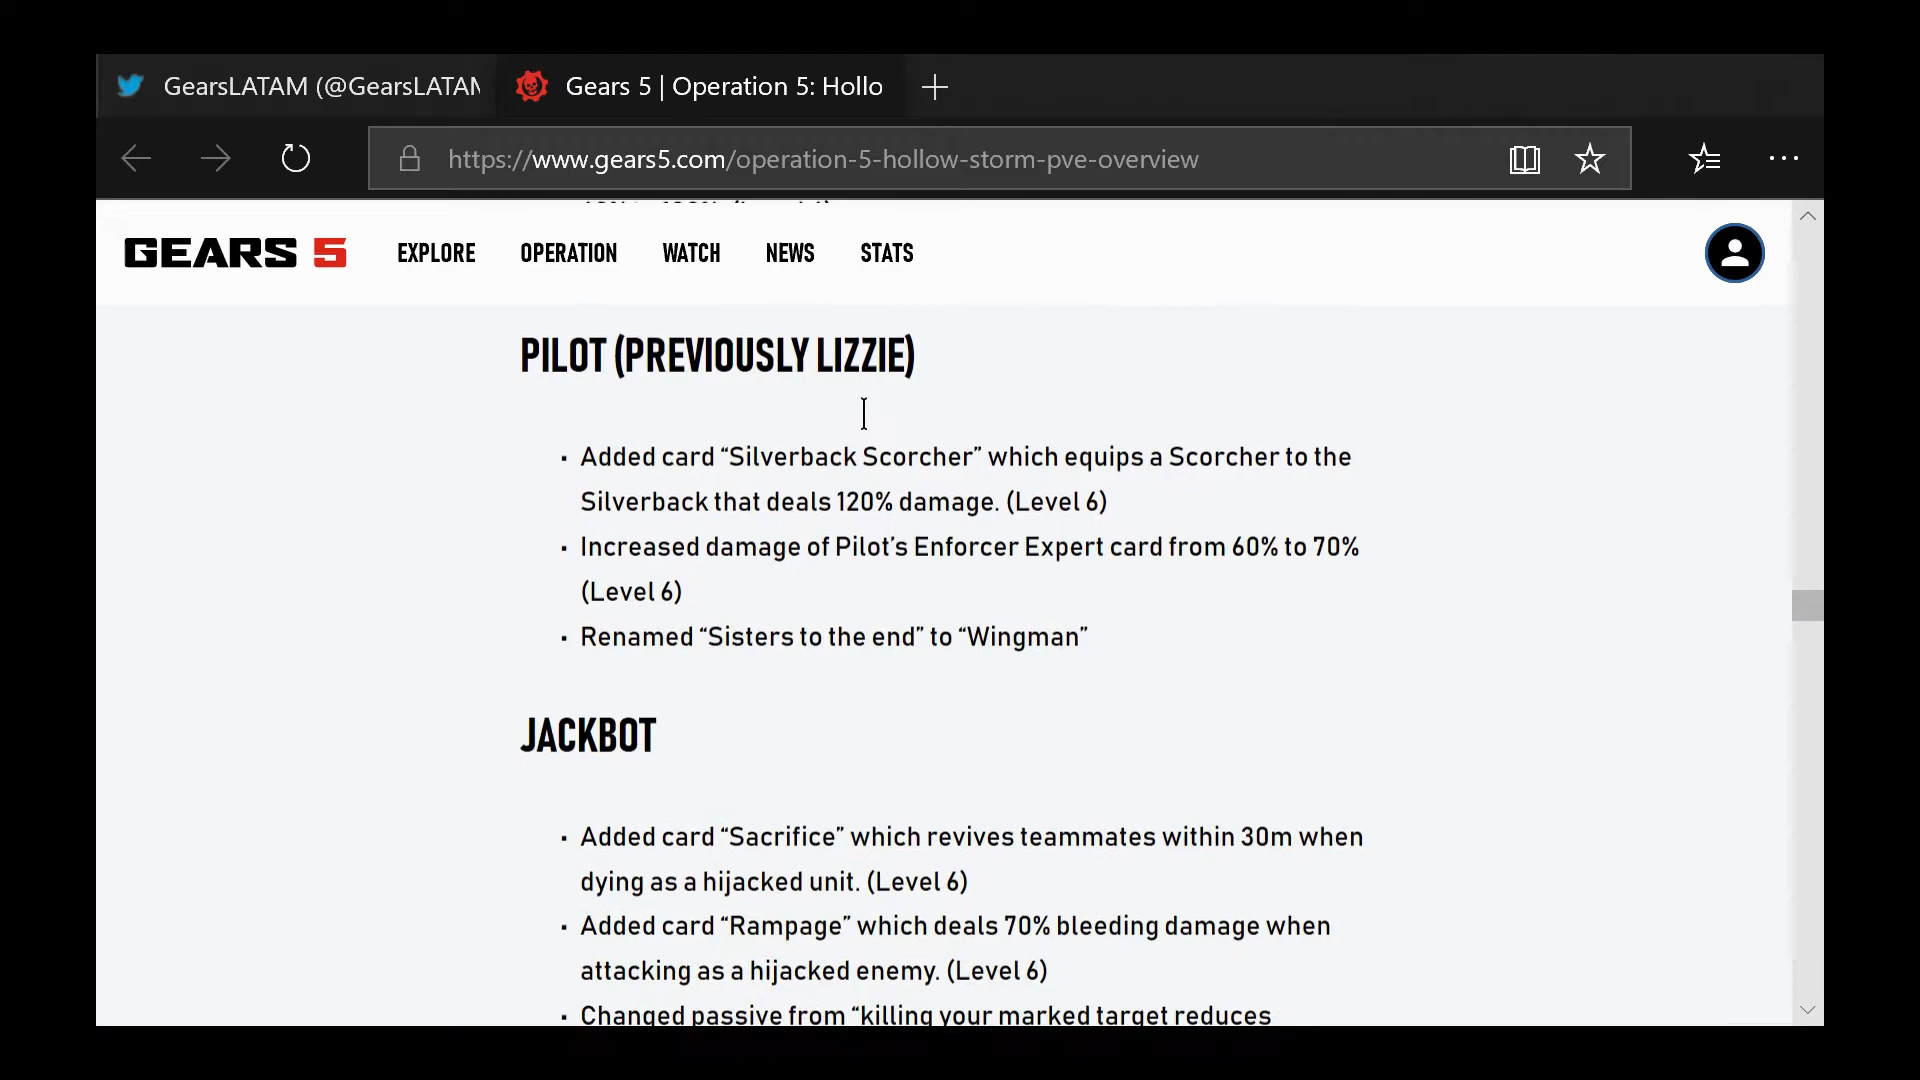 GearsLATAM (@GearsLATAM
Gears 5 | Operation 5: Hollo
https://www.gears5.com/operation-5-hollow-storm-pve-overview
GEARS 5 EXPLORE OPERATION WATCH NEWS STATS
PILOT (PREVIOUSLY LIZZIE)
· Added card “Silverback Scorcher” which equips a Scorcher to the
Silverback that deals 120% damage. (Level 6)
· Increased damage of Pilot’s Enforcer Expert card from 60% to 70%
(Level 6)
· Renamed “Sisters to the end” to “Wingman”
JACKBOT
· Added card “Sacrifice” which revives teammates within 30m when
dying as a hijacked unit. (Level 6)
· Added card “Rampage” which deals 70% bleeding damage when
attacking as a hijacked enemy. (Level 6)
· Changed passive from “killing your marked target reduces